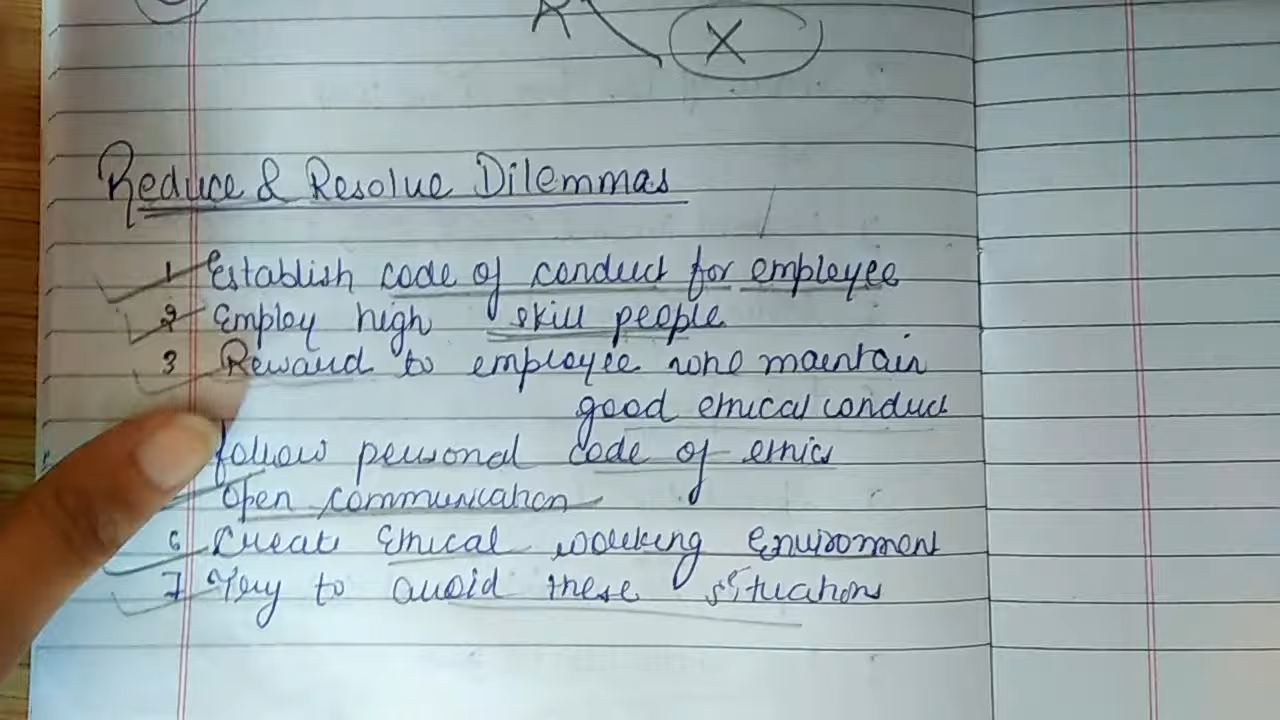 X
Reduce & Resolve Dilemmas
1 Establish code of conduct for employee
2 Employ high skill people
3 Reward to employee who maintain
good ethical conduct
follow personal code of ethics
Open communication
6 Create Ethical working Enviroment
7 Try to avoid these situations